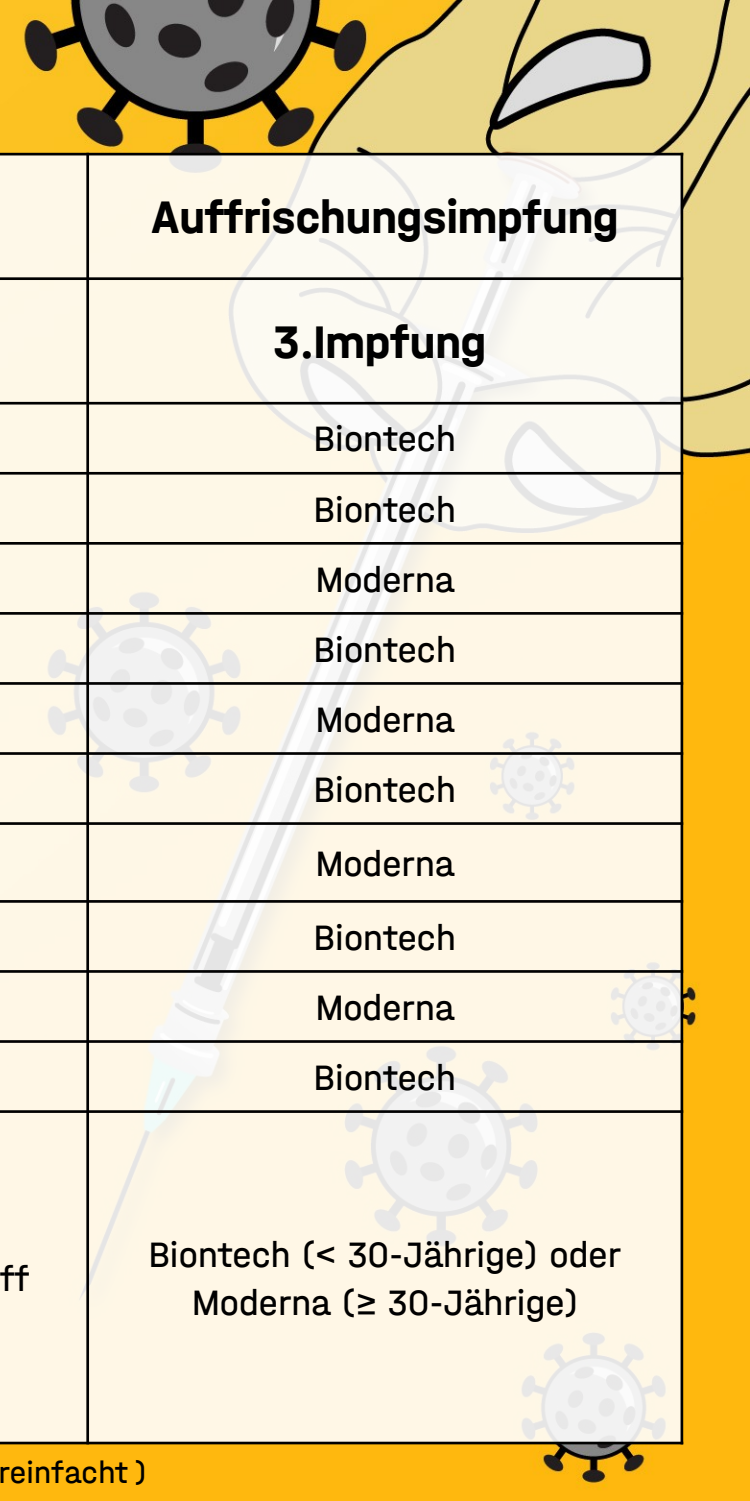 Auffrischungsimpfung
3.Impfung
Biontech
Biontech
Moderna
Biontech
Moderna
Biontech
Moderna
Biontech
Moderna
Biontech
ff
Biontech (< 30-Jährige) oder
Moderna (≥ 30-Jährige)
reinfacht )